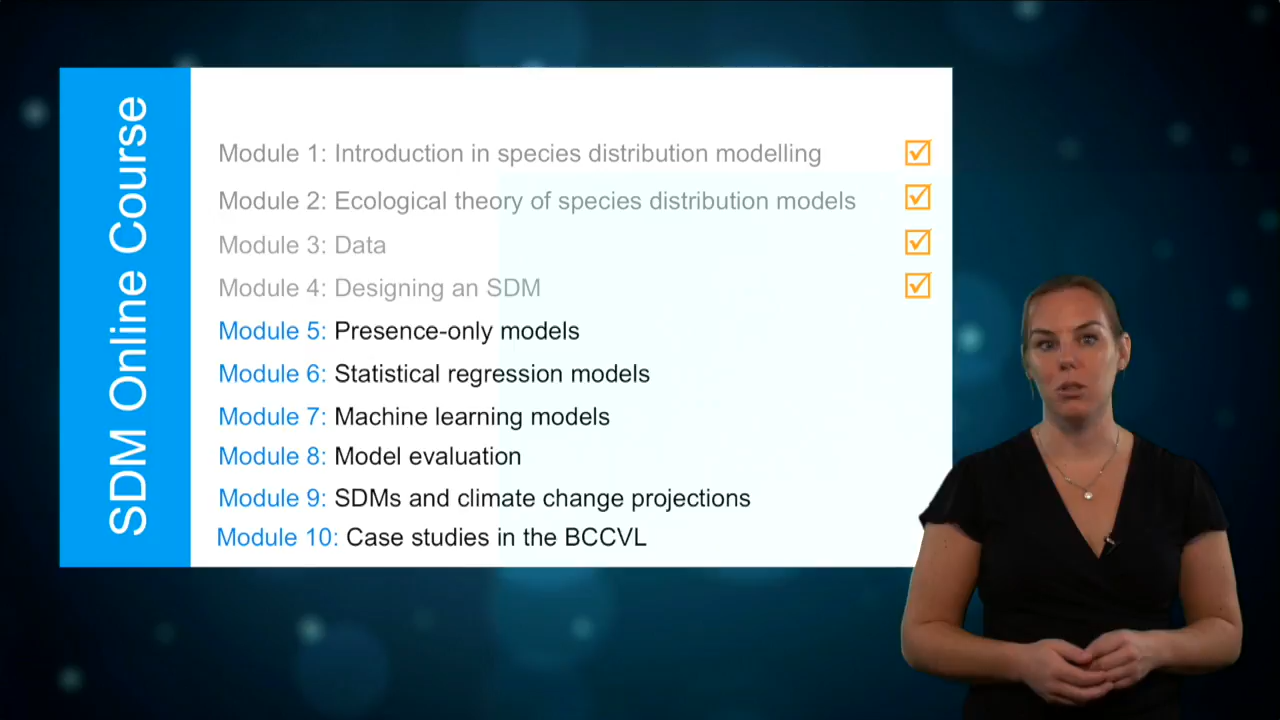 SDM Online Course
Module 1: Introduction in species distribution modelling
Module 2: Ecological theory of species distribution models
Module 3: Data
Module 4: Designing an SDM
Module 5: Presence-only models
Module 6: Statistical regression models
Module 7: Machine learning models
Module 8: Model evaluation
Module 9: SDMs and climate change projections
Module 10: Case studies in the BCCVL